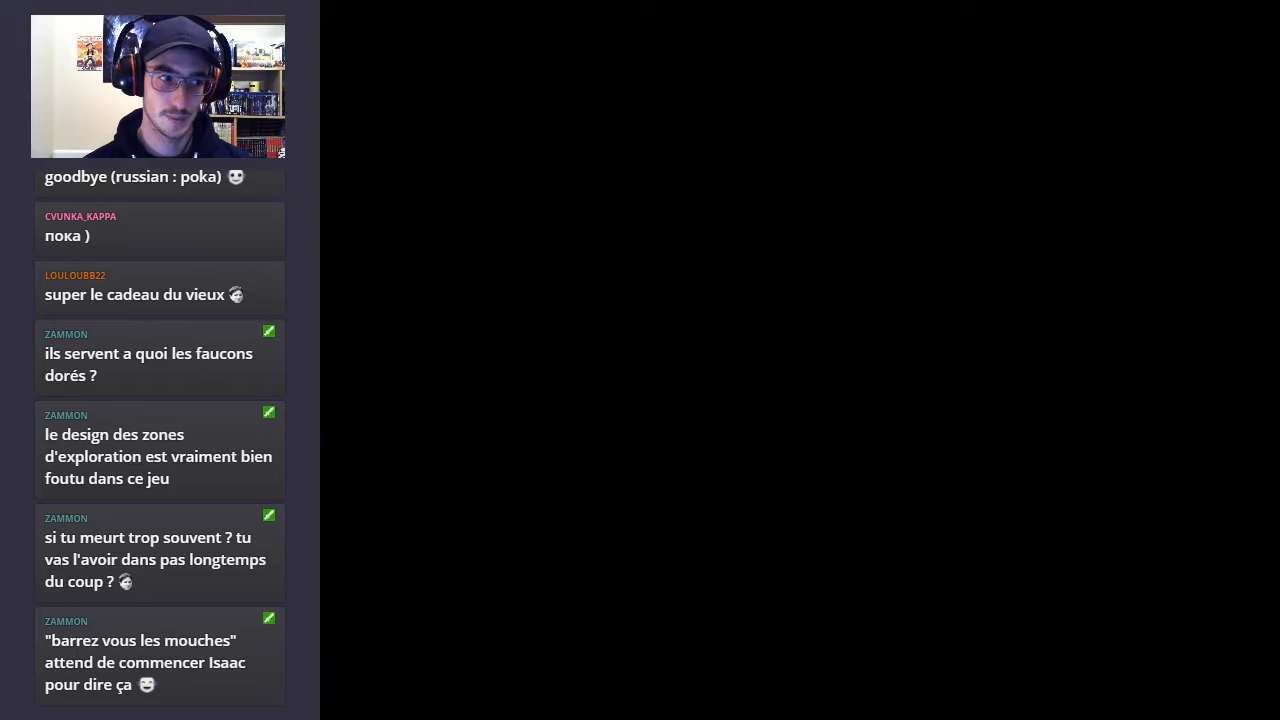 goodbye (russian : poka)
CVUNKA_KAPPA
пока )
LOULOUBB22
super le cadeau du vieux
ZAMMON
ils servent a quoi les faucons
dorés ?
ZAMMON
le design des zones
d'exploration est vraiment bien
foutu dans ce jeu
ZAMMON
si tu meurt trop souvent ? tu
vas l'avoir dans pas longtemps
du coup ?
ZAMMON
"barrez vous les mouches"
attend de commencer Isaac
pour dire ça